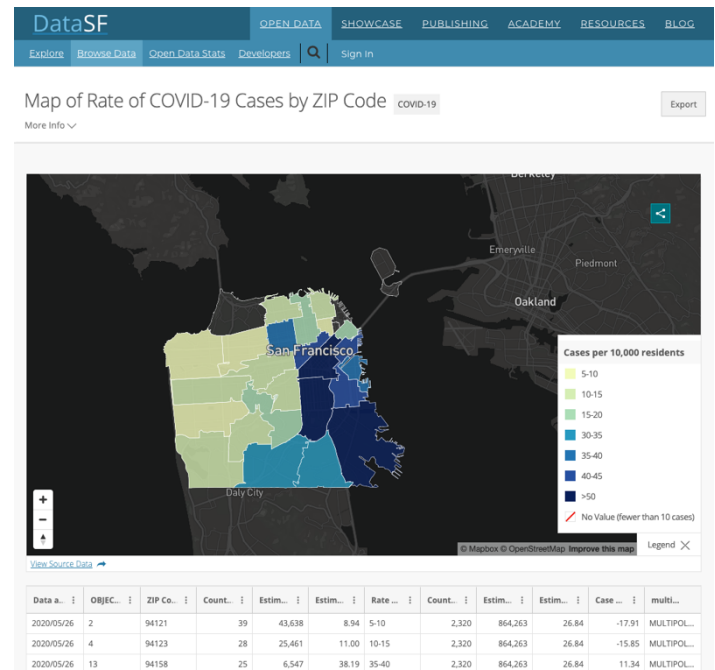 DataSF
OPEN DATA SHOWCASE PUBLISHING ACADEMY RESOURCES BLOG
Explore Browse Data Open Data Stats Developers Sign In
Map of Rate of COVID-19 Cases by ZIP Code COVID-19
Export
More Info
Berkeley
Emeryville
Piedmont
Oakland
San Francisco
Daly City
Cases per 10,000 residents
5-10
10-15
15-20
30-35
35-40
40-45
>50
No Value (fewer than 10 cases)
Legend
© Mapbox © OpenStreetMap Improve this map
View Source Data
Data a... OBJEC... ZIP Co... Count... Estim... Estim... Rate ... Count... Estim... Estim... Case ... multi...
2020/05/26 2 94121 39 43,638 8.94 5-10 2,320 864,263 26.84 -17.91 MULTIPOL...
2020/05/26 4 94123 28 25,461 11.00 10-15 2,320 864,263 26.84 -15.85 MULTIPOL...
2020/05/26 13 94158 25 6,547 38.19 35-40 2,320 864,263 26.84 11.34 MULTIPOL...